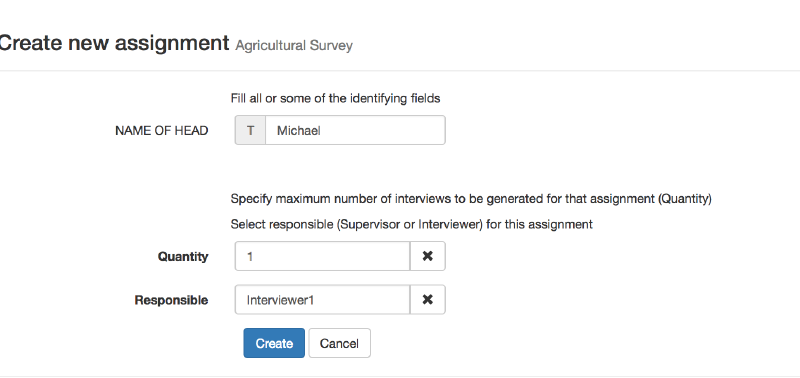 Create new assignment Agricultural Survey
Fill all or some of the identifying fields
NAME OF HEAD T Michael
Specify maximum number of interviews to be generated for that assignment (Quantity)
Select responsible (Supervisor or Interviewer) for this assignment
Quantity 1 ✖
Responsible Interviewer1 ✖
Create Cancel